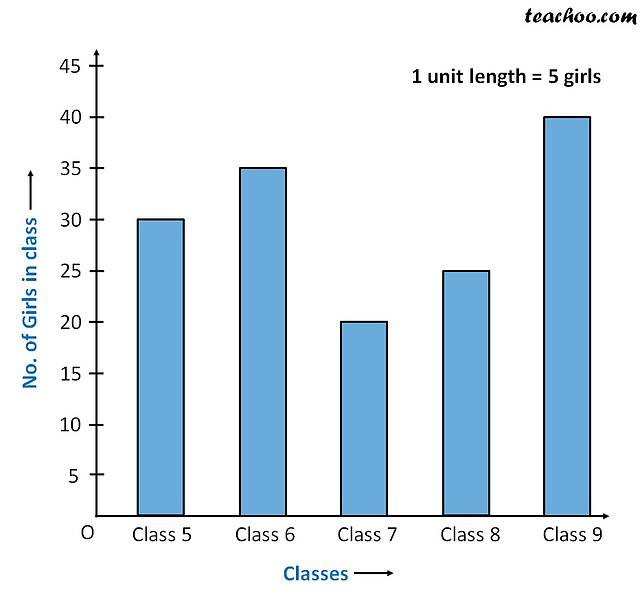 teachoo.com
1 unit length = 5 girls
No. of Girls in class
45
40
35
30
25
20
15
10
5
O
Class 5 Class 6 Class 7 Class 8 Class 9
Classes